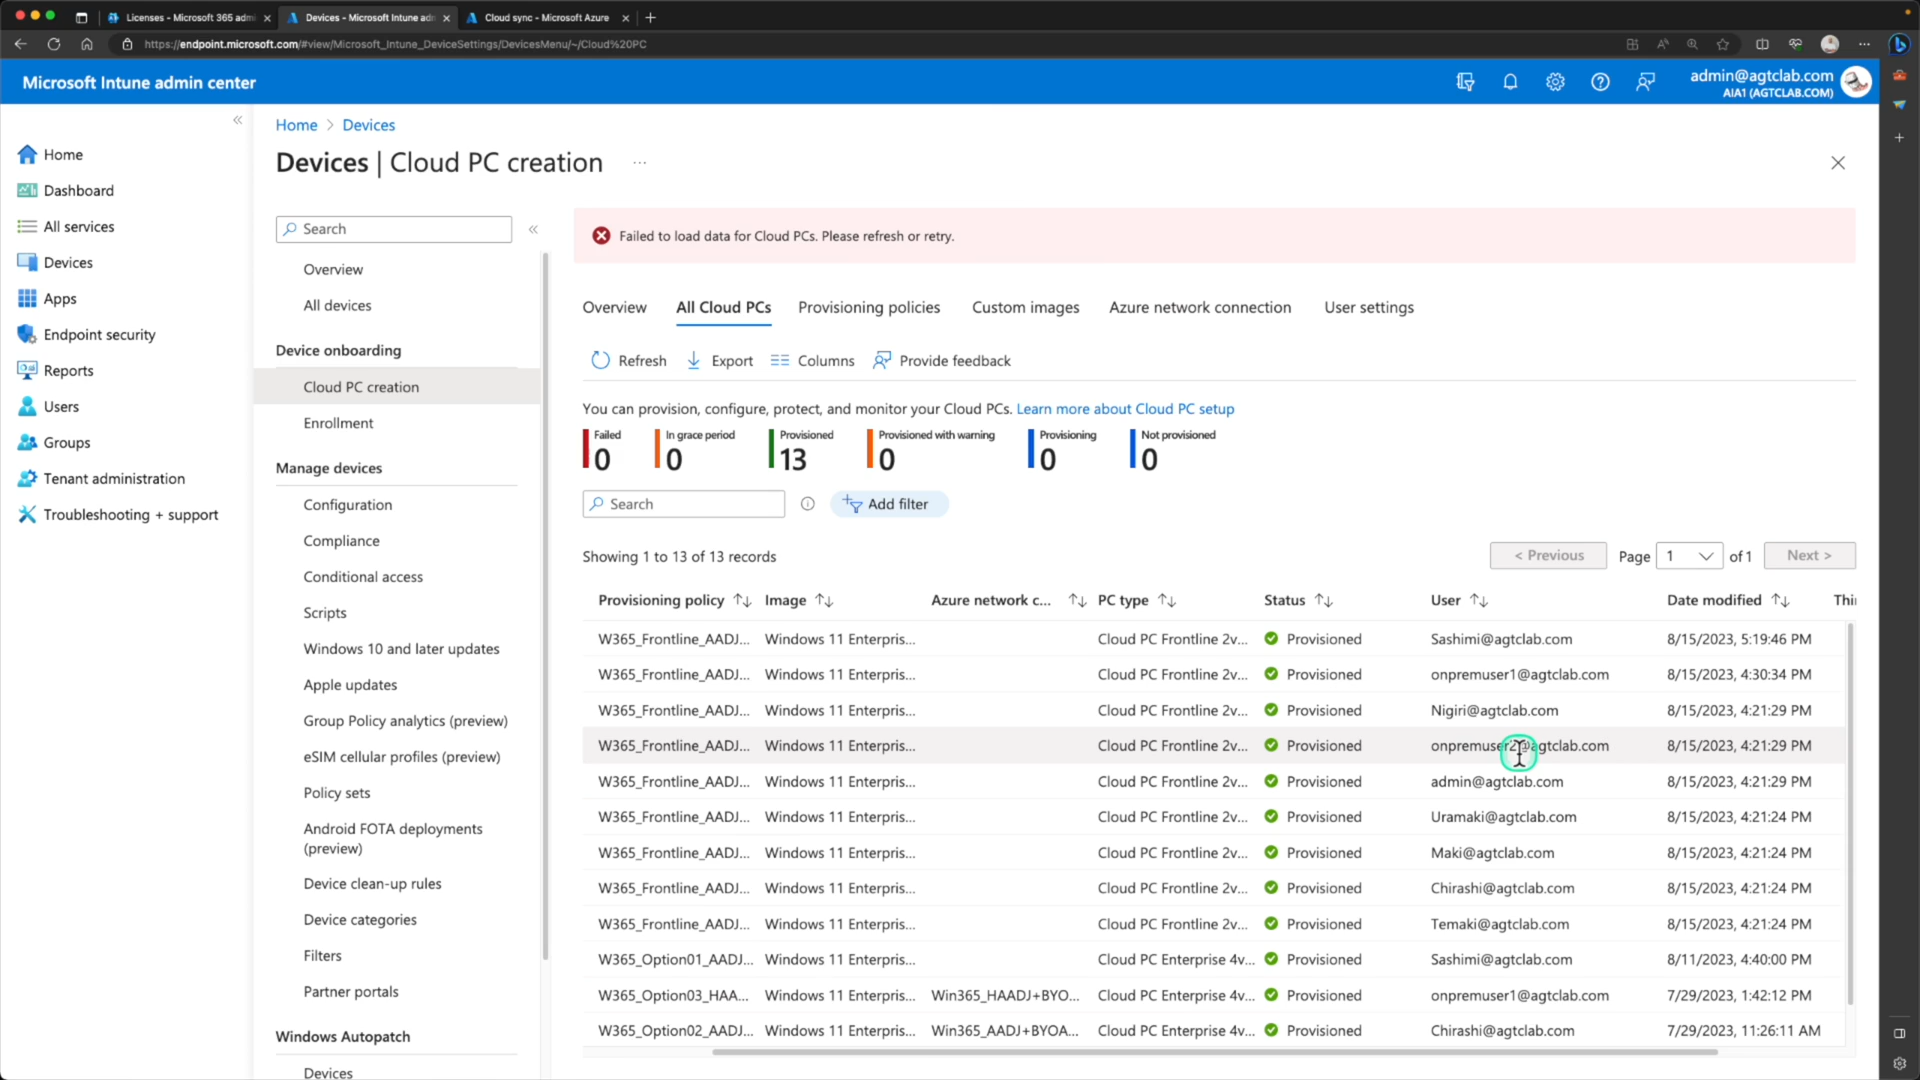 Licenses - Microsoft 365 admi
Devices - Microsoft Intune adm
Cloud sync - Microsoft Azure
https://endpoint.microsoft.com/#view/Microsoft_Intune_DeviceSettings/DevicesMenu/~/Cloud%20PC
Microsoft Intune admin center
admin@agtclab.com
AIA1 (AGTCLAB.COM)
Home
Dashboard
All services
Devices
Apps
Endpoint security
Reports
Users
Groups
Tenant administration
Troubleshooting + support
Home > Devices
Devices | Cloud PC creation ...
Search
Overview
All devices
Device onboarding
Cloud PC creation
Enrollment
Manage devices
Configuration
Compliance
Conditional access
Scripts
Windows 10 and later updates
Apple updates
Group Policy analytics (preview)
eSIM cellular profiles (preview)
Policy sets
Android FOTA deployments
(preview)
Device clean-up rules
Device categories
Filters
Partner portals
Windows Autopatch
Devices
Failed to load data for Cloud PCs. Please refresh or retry.
Overview All Cloud PCs Provisioning policies Custom images Azure network connection User settings
Refresh Export Columns Provide feedback
You can provision, configure, protect, and monitor your Cloud PCs. Learn more about Cloud PC setup
Failed In grace period Provisioned Provisioned with warning Provisioning Not provisioned
0 0 13 0 0 0
Search Add filter
Showing 1 to 13 of 13 records
< Previous Page 1 of 1 Next >
Provisioning policy Image Azure network c... PC type Status User Date modified Thi
W365_Frontline_AADJ... Windows 11 Enterpris... Cloud PC Frontline 2v... Provisioned Sashimi@agtclab.com 8/15/2023, 5:19:46 PM
W365_Frontline_AADJ... Windows 11 Enterpris... Cloud PC Frontline 2v... Provisioned onpremuser1@agtclab.com 8/15/2023, 4:30:34 PM
W365_Frontline_AADJ... Windows 11 Enterpris... Cloud PC Frontline 2v... Provisioned Nigiri@agtclab.com 8/15/2023, 4:21:29 PM
W365_Frontline_AADJ... Windows 11 Enterpris... Cloud PC Frontline 2v... Provisioned onpremuser2@agtclab.com 8/15/2023, 4:21:29 PM
W365_Frontline_AADJ... Windows 11 Enterpris... Cloud PC Frontline 2v... Provisioned admin@agtclab.com 8/15/2023, 4:21:29 PM
W365_Frontline_AADJ... Windows 11 Enterpris... Cloud PC Frontline 2v... Provisioned Uramaki@agtclab.com 8/15/2023, 4:21:24 PM
W365_Frontline_AADJ... Windows 11 Enterpris... Cloud PC Frontline 2v... Provisioned Maki@agtclab.com 8/15/2023, 4:21:24 PM
W365_Frontline_AADJ... Windows 11 Enterpris... Cloud PC Frontline 2v... Provisioned Chirashi@agtclab.com 8/15/2023, 4:21:24 PM
W365_Frontline_AADJ... Windows 11 Enterpris... Cloud PC Frontline 2v... Provisioned Temaki@agtclab.com 8/15/2023, 4:21:24 PM
W365_Option01_AADJ... Windows 11 Enterpris... Cloud PC Enterprise 4v... Provisioned Sashimi@agtclab.com 8/11/2023, 4:40:00 PM
W365_Option03_HAA... Windows 11 Enterpris... Win365_HAADJ+BYO... Cloud PC Enterprise 4v... Provisioned onpremuser1@agtclab.com 7/29/2023, 1:42:12 PM
W365_Option02_AADJ... Windows 11 Enterpris... Win365_AADJ+BYOA... Cloud PC Enterprise 4v... Provisioned Chirashi@agtclab.com 7/29/2023, 11:26:11 AM